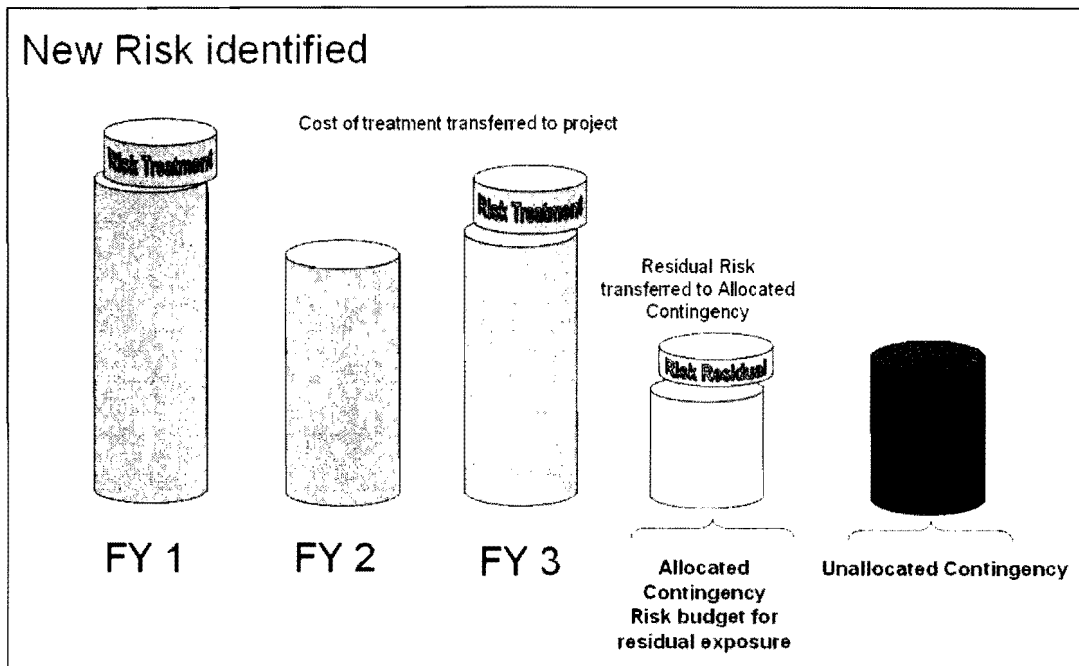 New Risk identified
Cost of treatment transferred to project
Risk Treatment
Risk Treatment
Residual Risk
transferred to Allocated
Contingency
Risk Residual
FY 1
FY 2
FY 3
Allocated
Contingency
Risk budget for
residual exposure
Unallocated Contingency